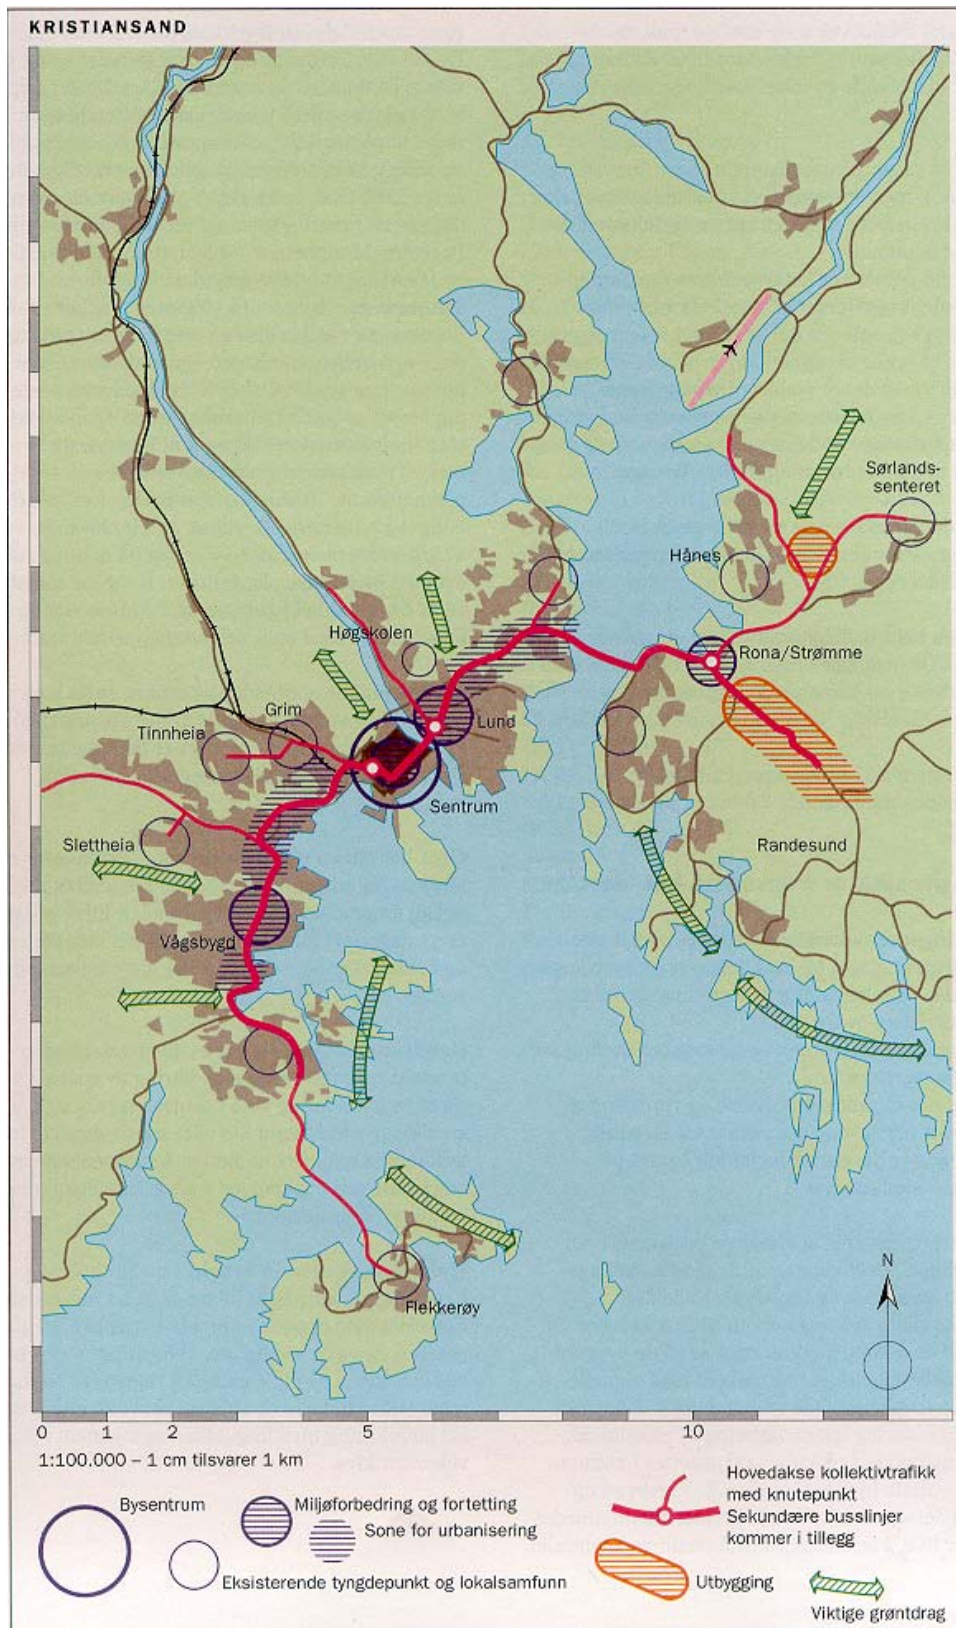 KRISTIANSAND
Sørlands-
senteret
Hånes
Høgskolen
Rona/Strømme
Grim
Lund
Tinnheia
Sentrum
Slettheia
Randesund
Vågsbygd
N
Flekkerøy
0 1 2 5 10
1:100.000 – 1 cm tilsvarer 1 km
Bysentrum
Miljøforbedring og fortetting
Sone for urbanisering
Eksisterende tyngdepunkt og lokalsamfunn
Hovedakse kollektivtrafikk
med knutepunkt
Sekundære busslinjer
kommer i tillegg
Utbygging
Viktige grøntdrag